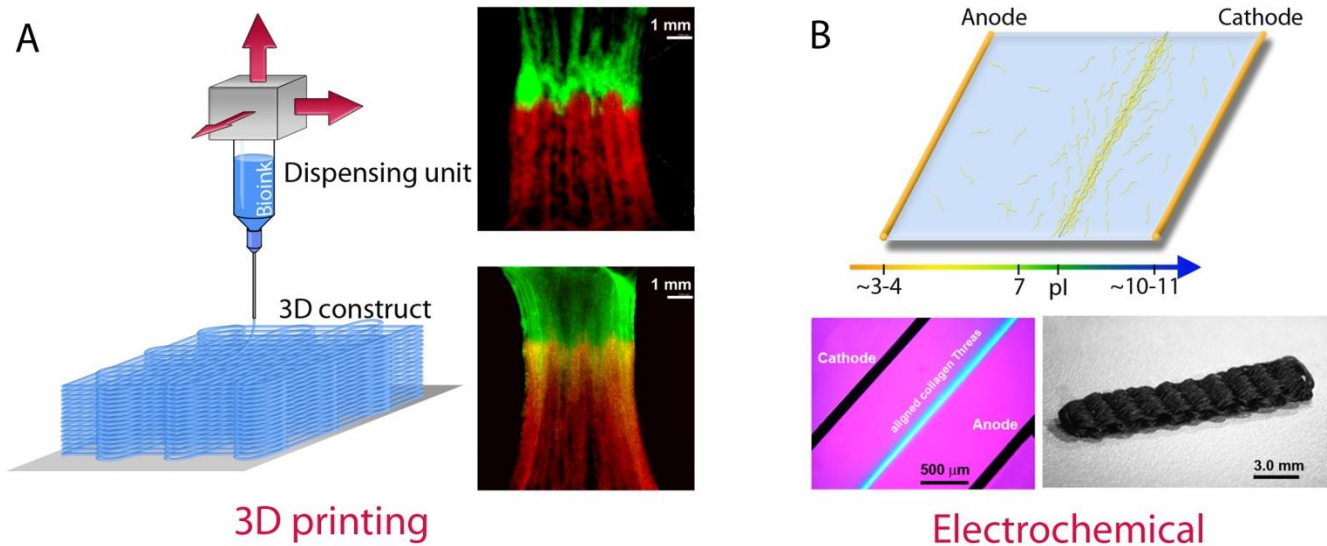 A
1 mm
Dispensing unit
Bioink
3D construct
1 mm
3D printing
B
Anode
Cathode
~3-4
7
pI
~10-11
Cathode
aligned collagen Threas
Anode
500 μm
3.0 mm
Electrochemical